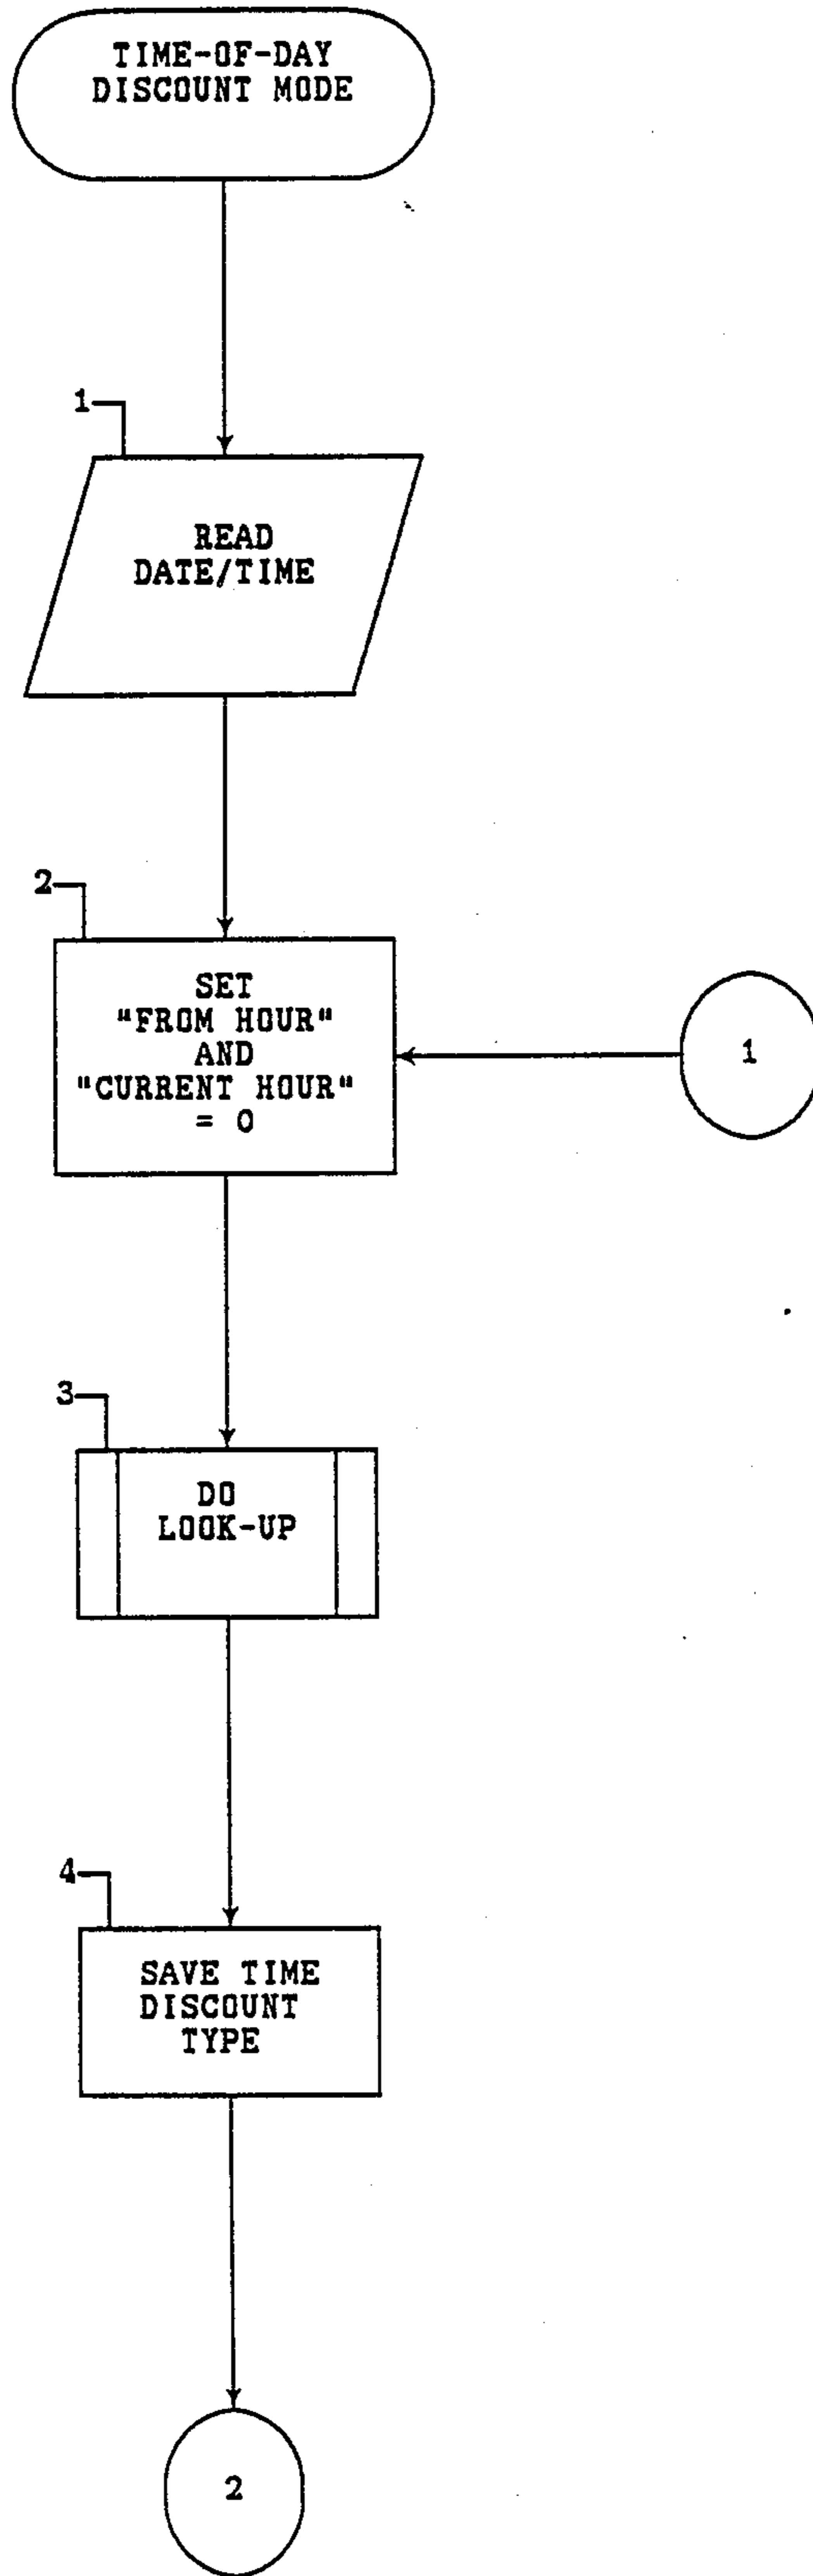 TIME-OF-DAY
DISCOUNT MODE
1
READ
DATE/TIME
2
SET
"FROM HOUR"
AND
"CURRENT HOUR"
= 0
1
3
DO
LOOK-UP
4
SAVE TIME
DISCOUNT
TYPE
2